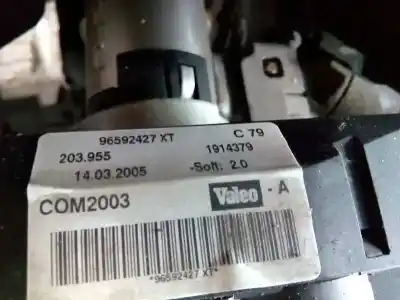 96592427 XT C 79
203.955 1914379
14.03.2005 -Soft: 2.0
COM2003 Valeo - A
*96592427 XT*